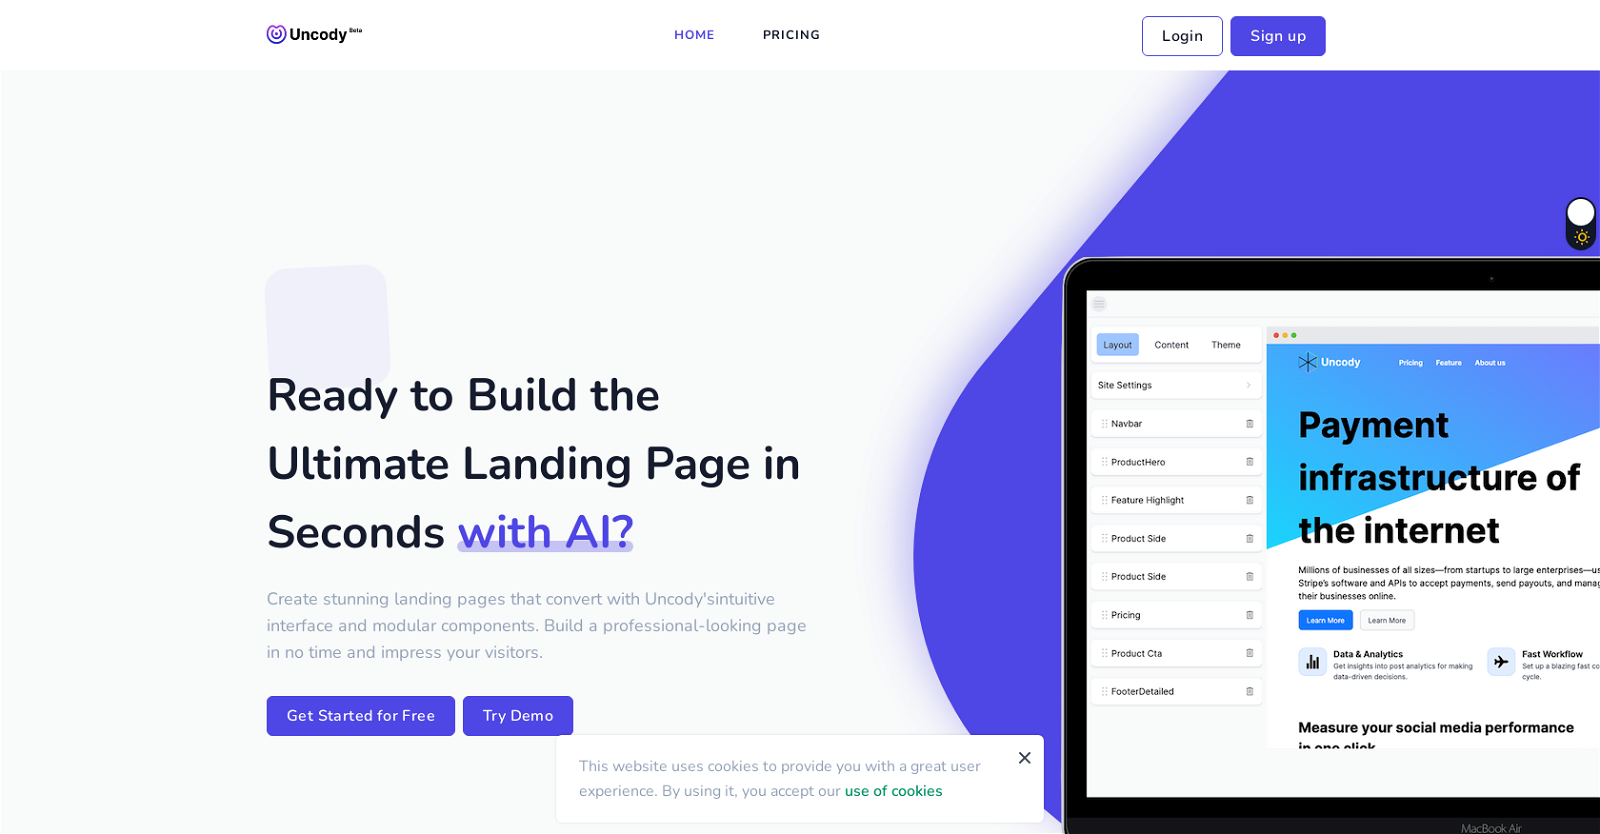 Uncody Beta
HOME
PRICING
Login
Sign up
Ready to Build the
Ultimate Landing Page in
Seconds with AI?
Create stunning landing pages that convert with Uncody'sintuitive
interface and modular components. Build a professional-looking page
in no time and impress your visitors.
Get Started for Free
Try Demo
Layout
Content
Theme
Site Settings
Navbar
ProductHero
Feature Highlight
Product Side
Product Side
Pricing
Product Cta
FooterDetailed
Uncody
Pricing
Feature
About us
Payment
infrastructure of
the internet
Millions of businesses of all sizes—from startups to large enterprises—us
Stripe's software and APIs to accept payments, send payouts, and manag
their businesses online.
Learn More
Learn More
Data & Analytics
Get insights into post analytics for making
data-driven decisions.
Fast Workflow
Set up a blazing fast co
cycle.
Measure your social media performance
in one click
MacBook Air
This website uses cookies to provide you with a great user
experience. By using it, you accept our use of cookies